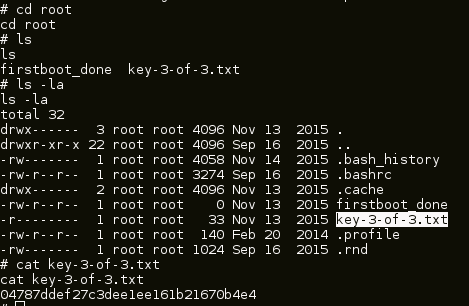 # cd root
cd root
# ls
ls
firstboot_done  key-3-of-3.txt
# ls -la
ls -la
total 32
drwx------  3 root root 4096 Nov 13  2015 .
drwxr-xr-x 22 root root 4096 Sep 16  2015 ..
-rw-------  1 root root 4058 Nov 14  2015 .bash_history
-rw-r--r--  1 root root 3274 Sep 16  2015 .bashrc
drwx------  2 root root 4096 Nov 13  2015 .cache
-rw-r--r--  1 root root    0 Nov 13  2015 firstboot_done
-r--------  1 root root   33 Nov 13  2015 key-3-of-3.txt
-rw-r--r--  1 root root  140 Feb 20  2014 .profile
-rw-------  1 root root 1024 Sep 16  2015 .rnd
# cat key-3-of-3.txt
cat key-3-of-3.txt
04787ddef27c3dee1ee161b21670b4e4
#